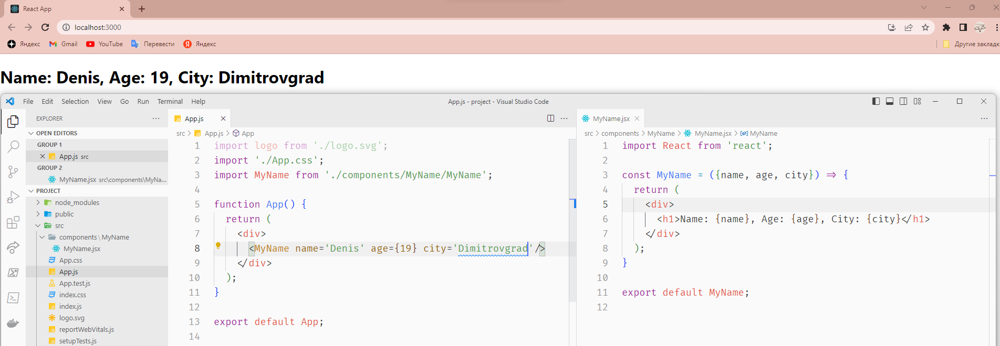 React App
localhost:3000
Яндекс Gmail YouTube Перевести Яндекс Другие закладк
Name: Denis, Age: 19, City: Dimitrovgrad
File Edit Selection View Go Run Terminal Help App.js - project - Visual Studio Code
EXPLORER
OPEN EDITORS
GROUP 1
App.js src
GROUP 2
MyName.jsx src\components\MyNa...
PROJECT
node_modules
public
src
components \ MyName
MyName.jsx
App.css
App.js
App.test.js
index.css
index.js
logo.svg
reportWebVitals.js
setupTests.js
App.js
src > App.js > App
1 import logo from './logo.svg';
2 import './App.css';
3 import MyName from './components/MyName/MyName';
4
5 function App() {
6 return (
7 <div>
8 <MyName name='Denis' age={19} city='Dimitrovgrad'/>
9 </div>
10 );
11 }
12
13 export default App;
14
MyName.jsx
src > components > MyName > MyName.jsx > MyName
1 import React from 'react';
2
3 const MyName = ({name, age, city}) => {
4 return (
5 <div>
6 <h1>Name: {name}, Age: {age}, City: {city}</h1>
7 </div>
8 );
9 }
10
11 export default MyName;
12